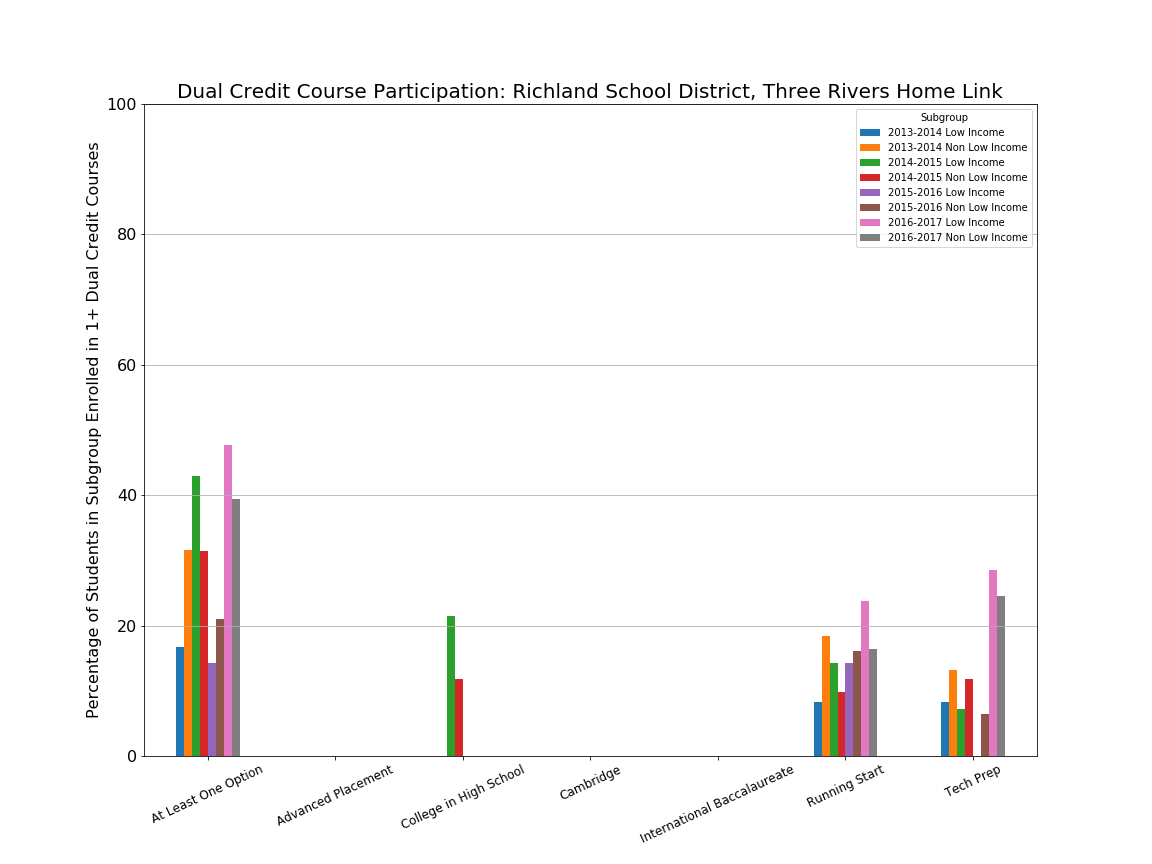 Dual Credit Course Participation: Richland School District, Three Rivers Home Link
Percentage of Students in Subgroup Enrolled in 1+ Dual Credit Courses
100
80
60
40
20
0
Subgroup
2013-2014 Low Income
2013-2014 Non Low Income
2014-2015 Low Income
2014-2015 Non Low Income
2015-2016 Low Income
2015-2016 Non Low Income
2016-2017 Low Income
2016-2017 Non Low Income
At Least One Option
Advanced Placement
College in High School
Cambridge
International Baccalaureate
Running Start
Tech Prep